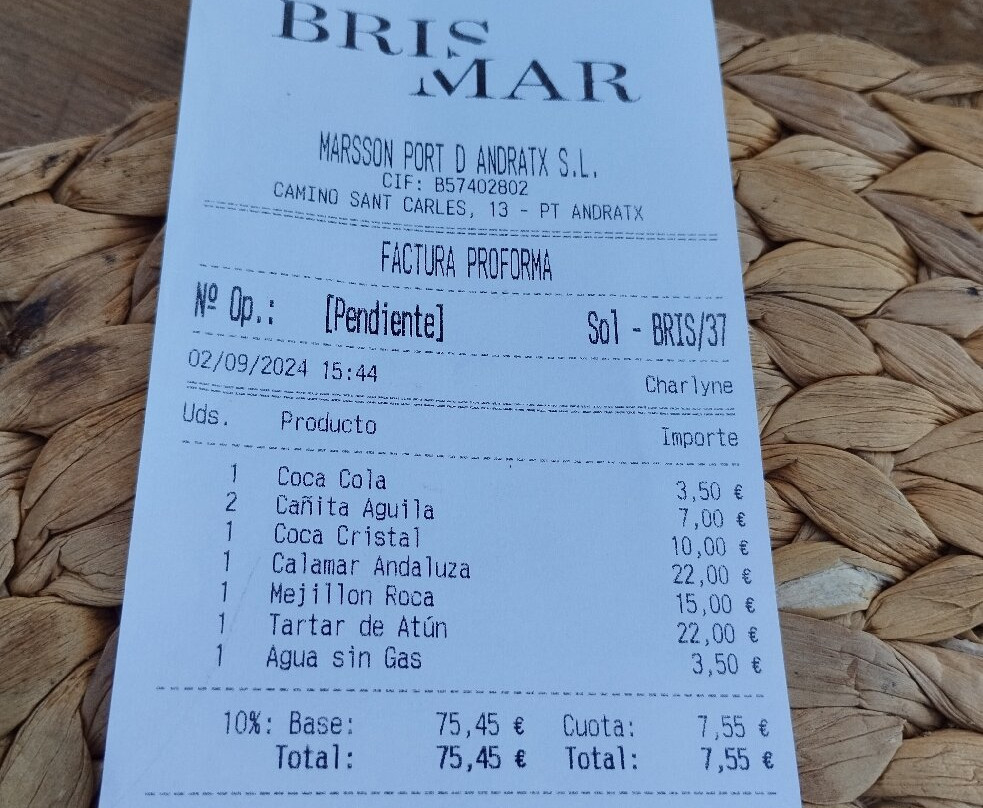 BRIS
MAR
MARSSON PORT D ANDRATX S.L.
CIF: B57402802
CAMINO SANT CARLES, 13 - PT ANDRATX
FACTURA PROFORMA
Nº Op.: [Pendiente] Sol - BRIS/37
02/09/2024 15:44 Charlyne
Uds. Producto Importe
1 Coca Cola 3,50 €
2 Cañita Aguila 7,00 €
1 Coca Cristal 10,00 €
1 Calamar Andaluza 22,00 €
1 Mejillon Roca 15,00 €
1 Tartar de Atún 22,00 €
1 Agua sin Gas 3,50 €
10%: Base: 75,45 € Cuota: 7,55 €
Total: 75,45 € Total: 7,55 €